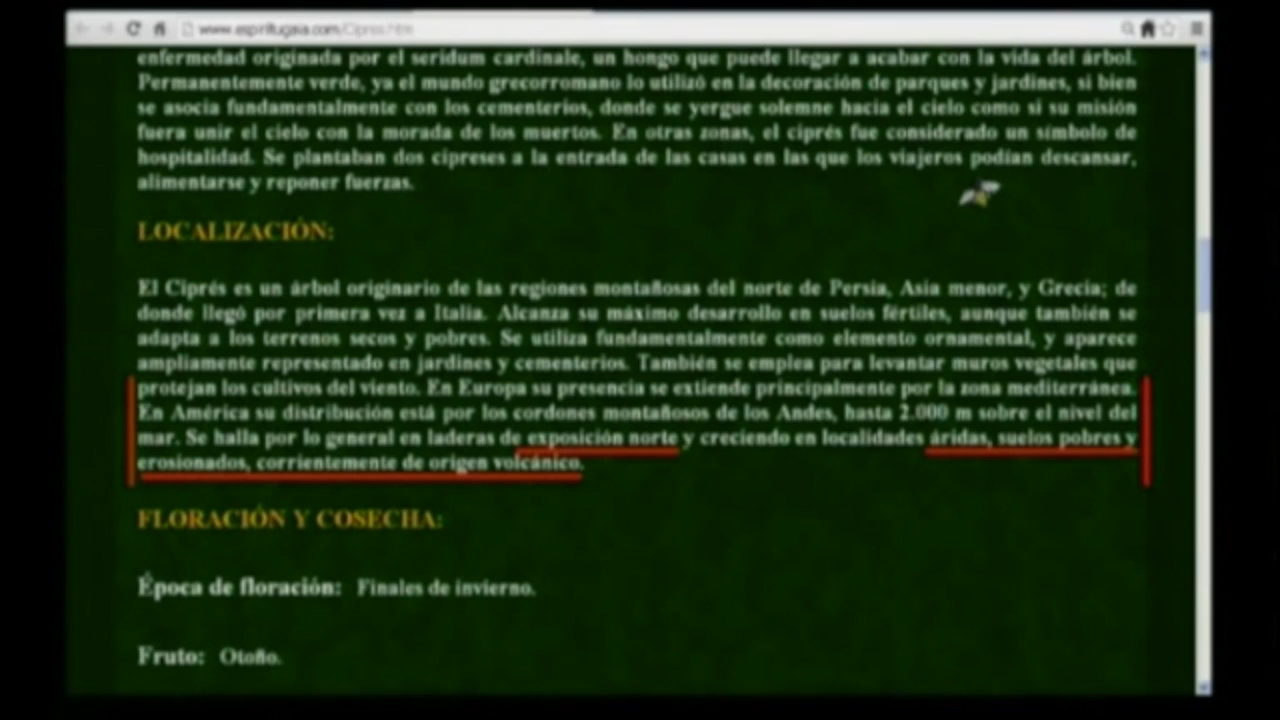 www.espiritugaia.com/Cipres.htm
enfermedad originada por el seridum cardinale, un hongo que puede llegar a acabar con la vida del árbol.
Permanentemente verde, ya el mundo grecorromano lo utilizó en la decoración de parques y jardines, si bien
se asocia fundamentalmente con los cementerios, donde se yergue solemne hacia el cielo como si su misión
fuera unir el cielo con la morada de los muertos. En otras zonas, el ciprés fue considerado un símbolo de
hospitalidad. Se plantaban dos cipreses a la entrada de las casas en las que los viajeros podían descansar,
alimentarse y reponer fuerzas.
LOCALIZACIÓN:
El Ciprés es un árbol originario de las regiones montañosas del norte de Persia, Asia menor, y Grecia; de
donde llegó por primera vez a Italia. Alcanza su máximo desarrollo en suelos fértiles, aunque también se
adapta a los terrenos secos y pobres. Se utiliza fundamentalmente como elemento ornamental, y aparece
ampliamente representado en jardines y cementerios. También se emplea para levantar muros vegetales que
protejan los cultivos del viento. En Europa su presencia se extiende principalmente por la zona mediterránea.
En América su distribución está por los cordones montañosos de los Andes, hasta 2.000 m sobre el nivel del
mar. Se halla por lo general en laderas de exposición norte y creciendo en localidades áridas, suelos pobres y
erosionados, corrientemente de origen volcánico.
FLORACIÓN Y COSECHA:
Época de floración: Finales de invierno.
Fruto: Otoño.